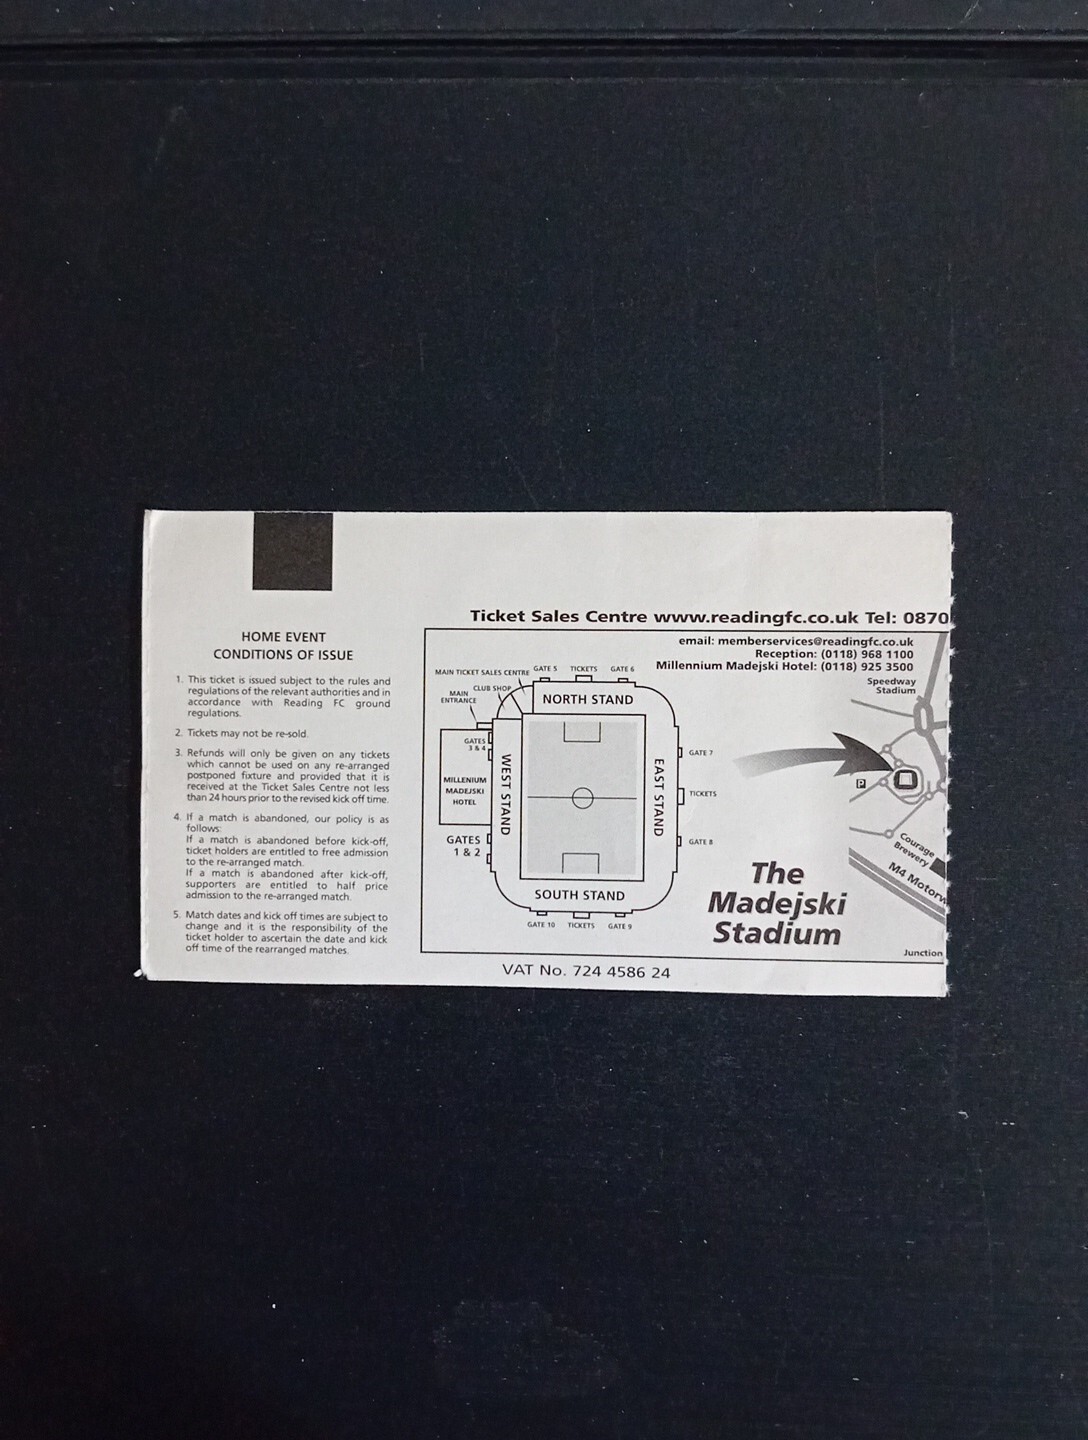 HOME EVENT
CONDITIONS OF ISSUE
1. This ticket is issued subject to the rules and
regulations of the relevant authorities and in
accordance with Reading FC ground
regulations.
2. Tickets may not be re-sold.
3. Refunds will only be given on any tickets
which cannot be used on any re-arranged
postponed fixture and provided that it is
received at the Ticket Sales Centre not less
than 24 hours prior to the revised kick off time.
4. If a match is abandoned, our policy is as
follows:
If a match is abandoned before kick-off,
ticket holders are entitled to free admission
to the re-arranged match.
If a match is abandoned after kick-off,
supporters are entitled to half price
admission to the re-arranged match.
5. Match dates and kick off times are subject to
change and it is the responsibility of the
ticket holder to ascertain the date and kick
off time of the rearranged matches.
Ticket Sales Centre www.readingfc.co.uk Tel: 0870
email: memberservices@readingfc.co.uk
Reception: (0118) 968 1100
Millennium Madejski Hotel: (0118) 925 3500
MAIN TICKET SALES CENTRE
GATE 5
TICKETS
GATE 6
CLUB SHOP
MAIN
ENTRANCE
NORTH STAND
GATES
3 & 4
MILLENIUM
MADEJSKI
HOTEL
WEST STAND
EAST STAND
GATE 7
TICKETS
GATE 8
GATES
1 & 2
SOUTH STAND
GATE 10
TICKETS
GATE 9
Speedway
Stadium
P
Courage
Brewery
M4 Motorw
The
Madejski
Stadium
Junction
VAT No. 724 4586 24